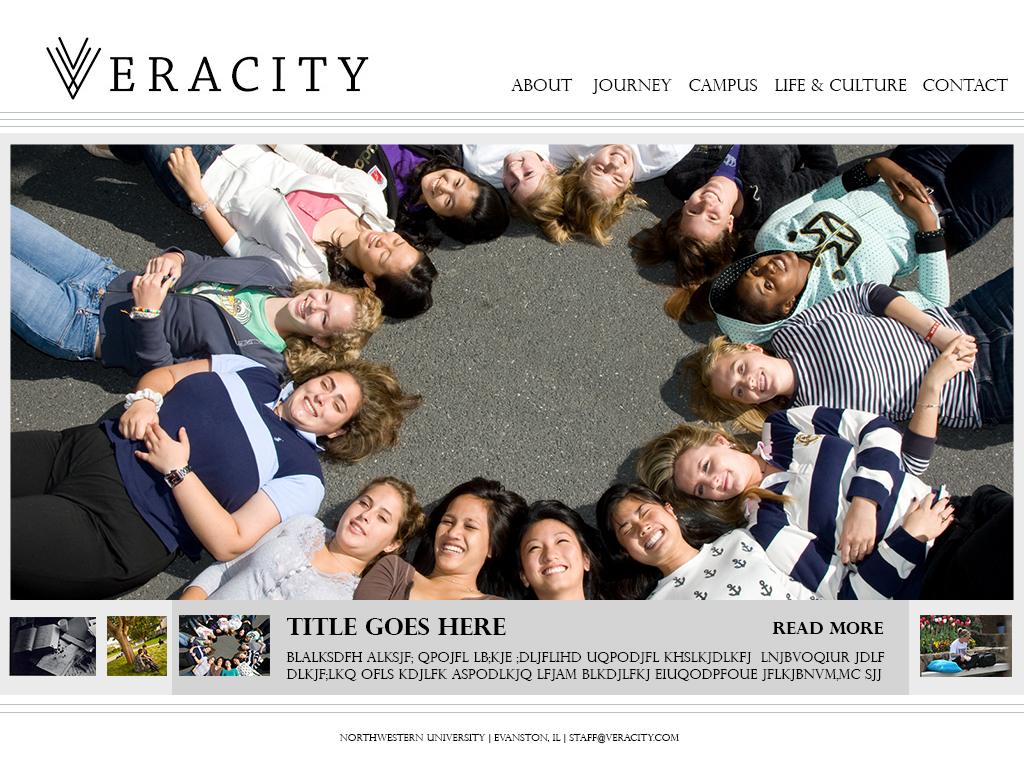 VERACITY
ABOUT JOURNEY CAMPUS LIFE & CULTURE CONTACT
TITLE GOES HERE
READ MORE
BLALKSDFH ALKSJF; QPOJFL LB;KJE ;DLJFLIHD UQPODJFL KHSLKJDLKFJ LNJBVOQIUR JDLF
DLKJF;LKQ OFLS KDJLFK ASPODLKJQ LFJAM BLKDJLFKJ EIUQODPFOUE JFLKJBNVM,MC SJJ
NORTHWESTERN UNIVERSITY | EVANSTON, IL | STAFF@VERACITY.COM